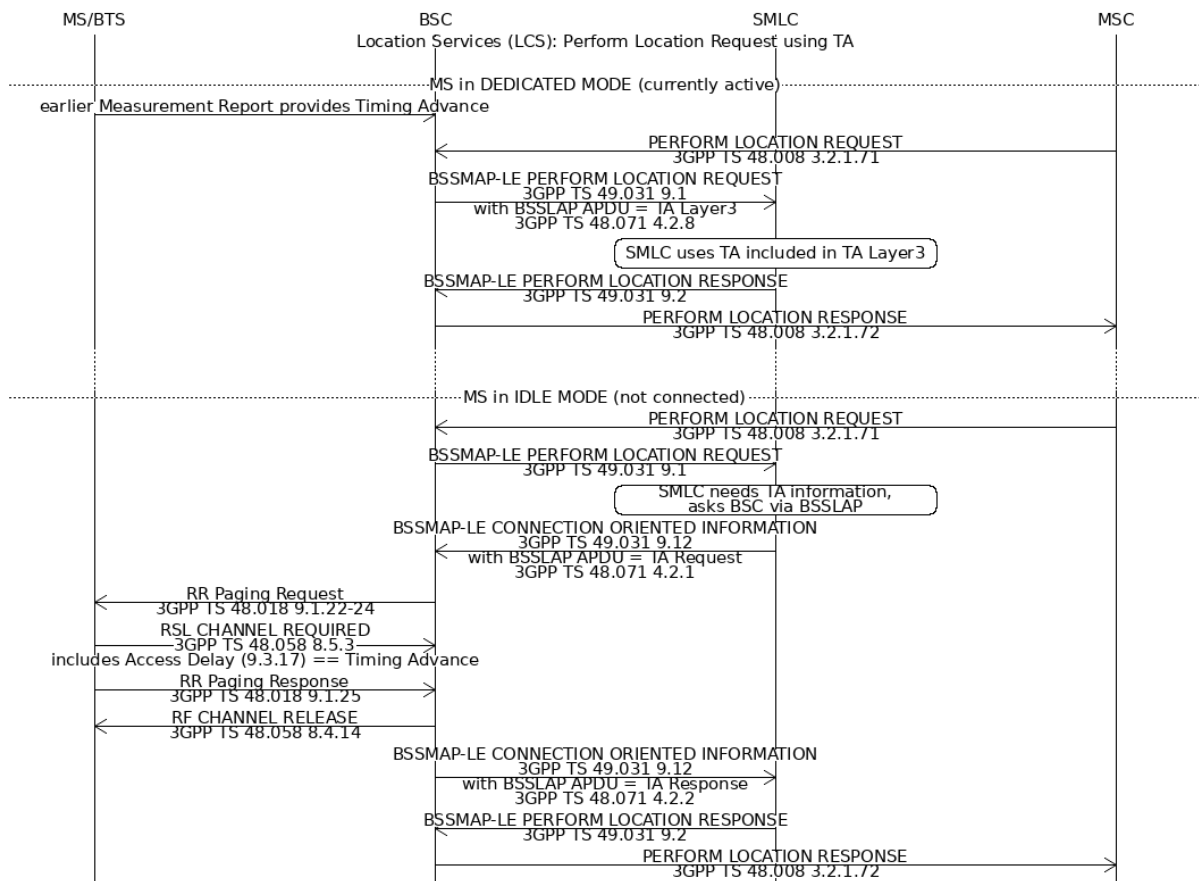 MS/BTS BSC SMLC MSC
Location Services (LCS): Perform Location Request using TA
MS in DEDICATED MODE (currently active)
earlier Measurement Report provides Timing Advance
PERFORM LOCATION REQUEST
3GPP TS 48.008 3.2.1.71
BSSMAP-LE PERFORM LOCATION REQUEST
3GPP TS 49.031 9.1
with BSSLAP APDU = TA Layer3
3GPP TS 48.071 4.2.8
SMLC uses TA included in TA Layer3
BSSMAP-LE PERFORM LOCATION RESPONSE
3GPP TS 49.031 9.2
PERFORM LOCATION RESPONSE
3GPP TS 48.008 3.2.1.72
MS in IDLE MODE (not connected)
PERFORM LOCATION REQUEST
3GPP TS 48.008 3.2.1.71
BSSMAP-LE PERFORM LOCATION REQUEST
3GPP TS 49.031 9.1
SMLC needs TA information,
asks BSC via BSSLAP
BSSMAP-LE CONNECTION ORIENTED INFORMATION
3GPP TS 49.031 9.12
with BSSLAP APDU = TA Request
3GPP TS 48.071 4.2.1
RR Paging Request
3GPP TS 48.018 9.1.22-24
RSL CHANNEL REQUIRED
3GPP TS 48.058 8.5.3
includes Access Delay (9.3.17) == Timing Advance
RR Paging Response
3GPP TS 48.018 9.1.25
RF CHANNEL RELEASE
3GPP TS 48.058 8.4.14
BSSMAP-LE CONNECTION ORIENTED INFORMATION
3GPP TS 49.031 9.12
with BSSLAP APDU = TA Response
3GPP TS 48.071 4.2.2
BSSMAP-LE PERFORM LOCATION RESPONSE
3GPP TS 49.031 9.2
PERFORM LOCATION RESPONSE
3GPP TS 48.008 3.2.1.72